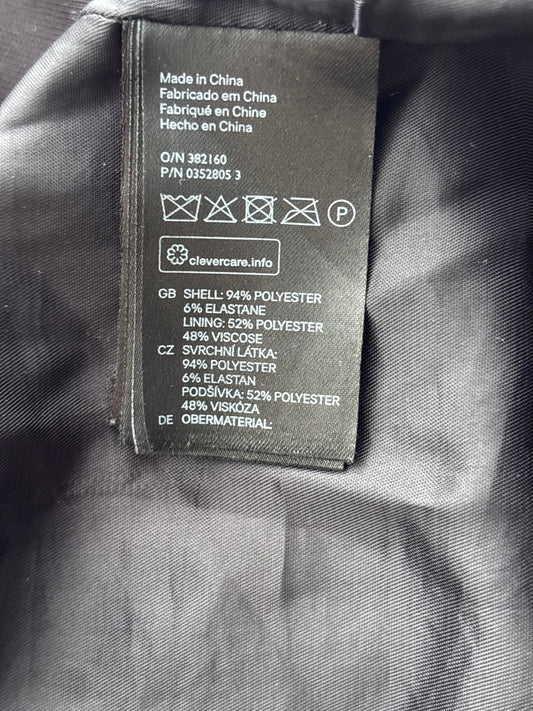 Made in China
Fabricado em China
Fabriqué en Chine
Hecho en China
O/N 382160
P/N 0352805 3
P
clevercare.info
GB SHELL: 94% POLYESTER
6% ELASTANE
LINING: 52% POLYESTER
48% VISCOSE
CZ SVRCHNÍ LÁTKA:
94% POLYESTER
6% ELASTAN
PODŠÍVKA: 52% POLYESTER
48% VISKÓZA
DE OBERMATERIAL: